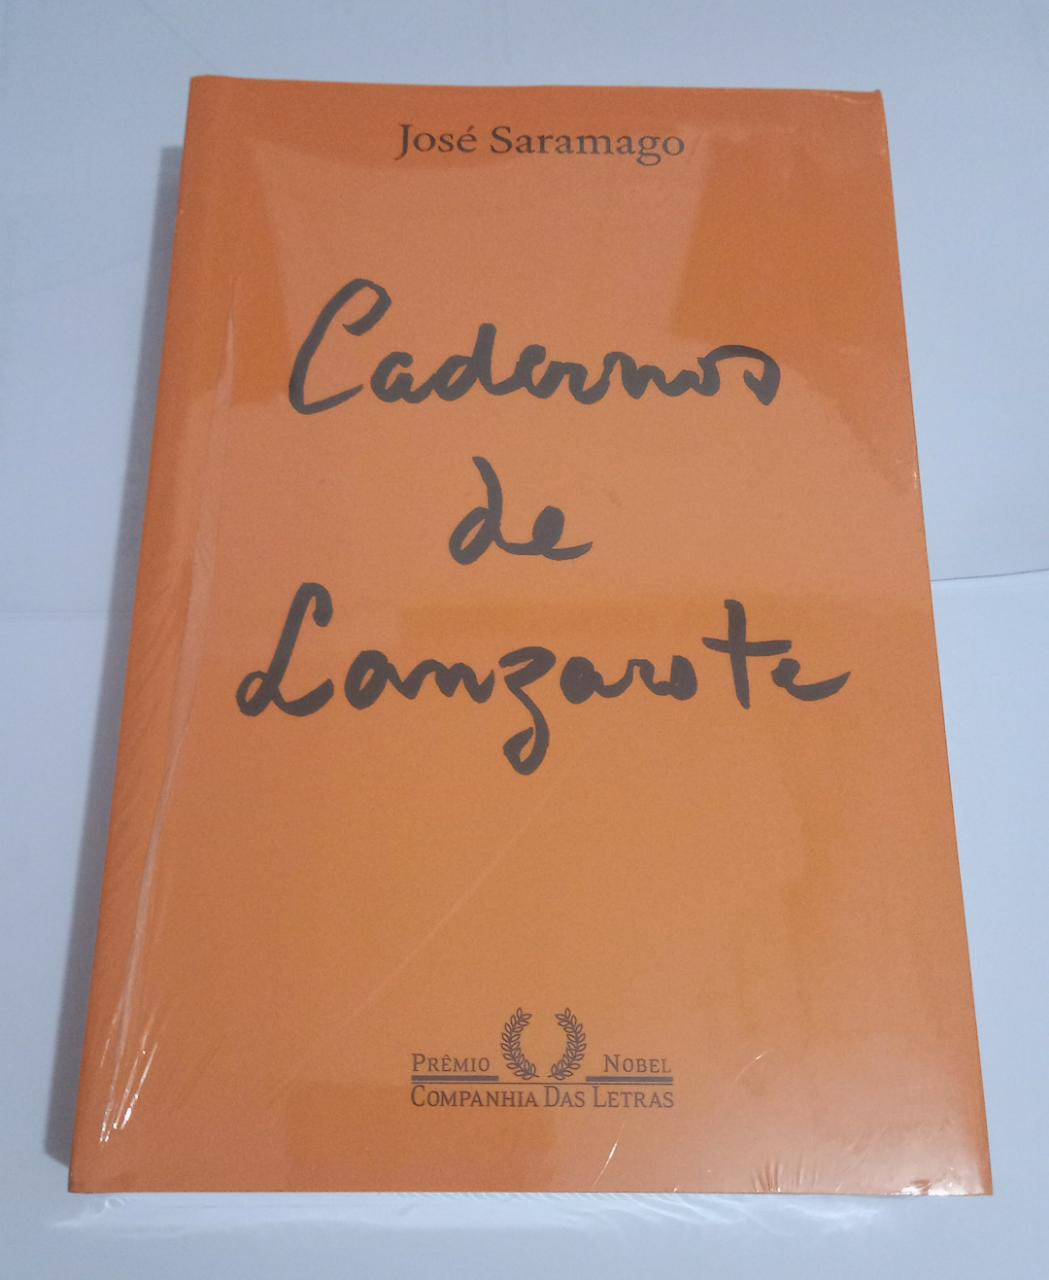 José Saramago
Cadernos
de
Lanzarote
PRÊMIO NOBEL
COMPANHIA DAS LETRAS